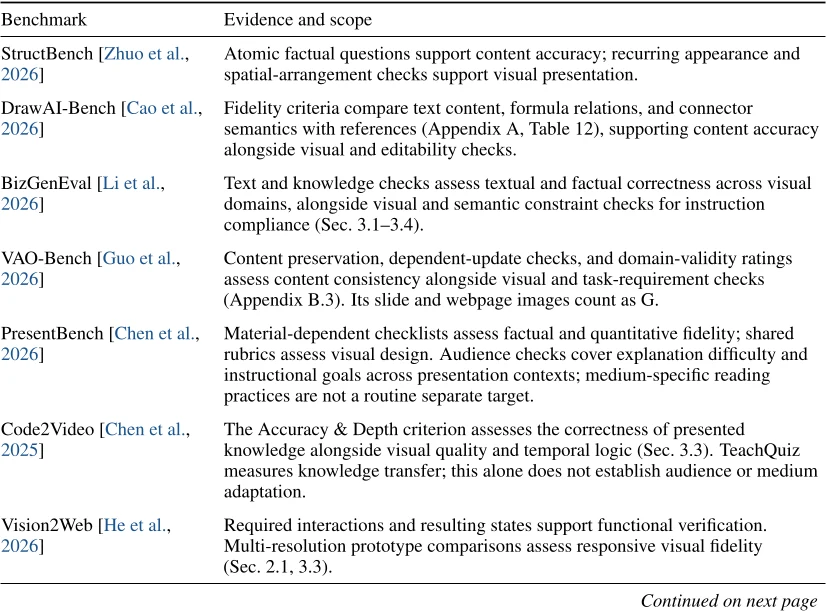 Benchmark Evidence and scope
StructBench [Zhuo et al., Atomic factual questions support content accuracy; recurring appearance and
2026] spatial-arrangement checks support visual presentation.
DrawAI-Bench [Cao et al., Fidelity criteria compare text content, formula relations, and connector
2026] semantics with references (Appendix A, Table 12), supporting content accuracy
alongside visual and editability checks.
BizGenEval [Li et al., Text and knowledge checks assess textual and factual correctness across visual
2026] domains, alongside visual and semantic constraint checks for instruction
compliance (Sec. 3.1–3.4).
VAO-Bench [Guo et al., Content preservation, dependent-update checks, and domain-validity ratings
2026] assess content consistency alongside visual and task-requirement checks
(Appendix B.3). Its slide and webpage images count as G.
PresentBench [Chen et al., Material-dependent checklists assess factual and quantitative fidelity; shared
2026] rubrics assess visual design. Audience checks cover explanation difficulty and
instructional goals across presentation contexts; medium-specific reading
practices are not a routine separate target.
Code2Video [Chen et al., The Accuracy & Depth criterion assesses the correctness of presented
2025] knowledge alongside visual quality and temporal logic (Sec. 3.3). TeachQuiz
measures knowledge transfer; this alone does not establish audience or medium
adaptation.
Vision2Web [He et al., Required interactions and resulting states support functional verification.
2026] Multi-resolution prototype comparisons assess responsive visual fidelity
(Sec. 2.1, 3.3).
Continued on next page